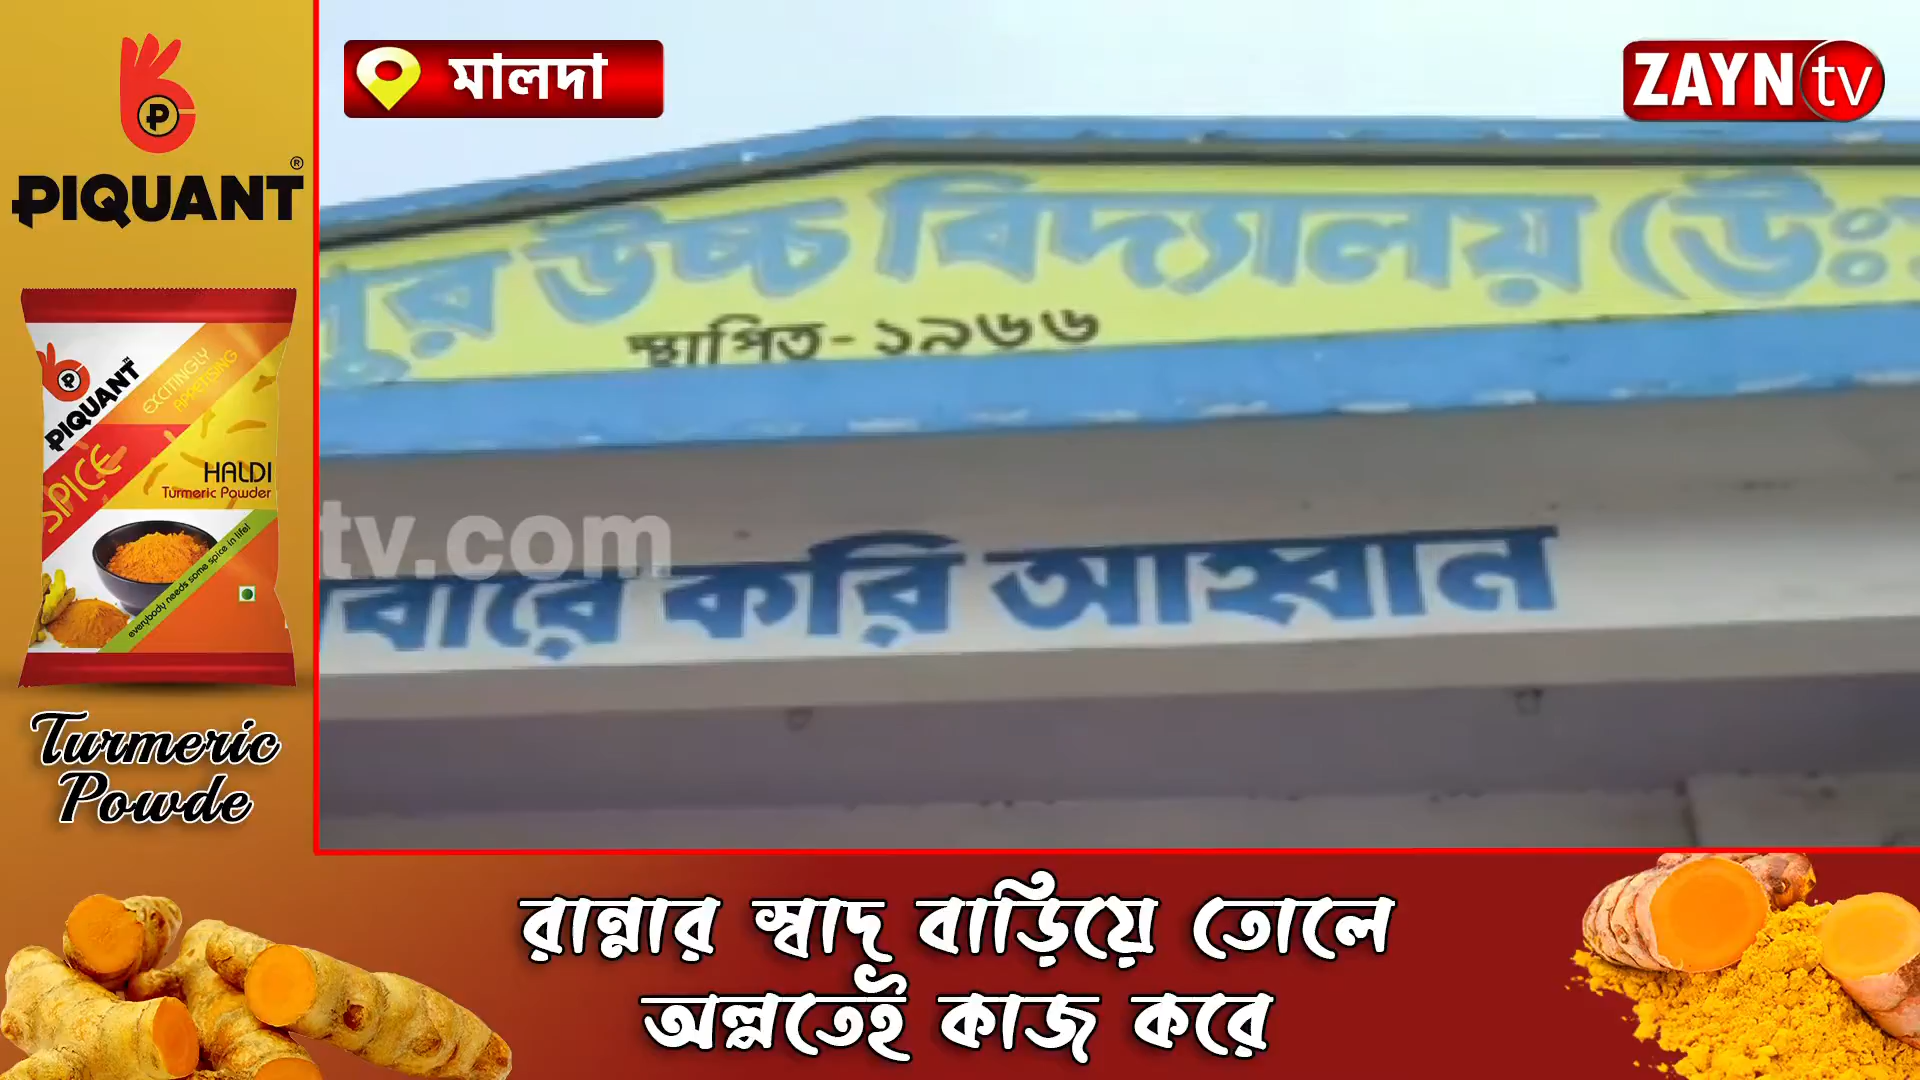 P
PIQUANT®
P
PIQUANT™
EXCITINGLY
APPETISING
SPICE
HALDI
Turmeric Powder
everybody needs some spice in life!
Turmeric
Powde
মালদা
ZAYN tv
পুর উচ্চ বিদ্যালয় (উঃ
স্থাপিত - ১৯৬৬
tv.com
বারে করি আহ্বান
রান্নার স্বাদ বাড়িয়ে তোলে
অল্পতেই কাজ করে